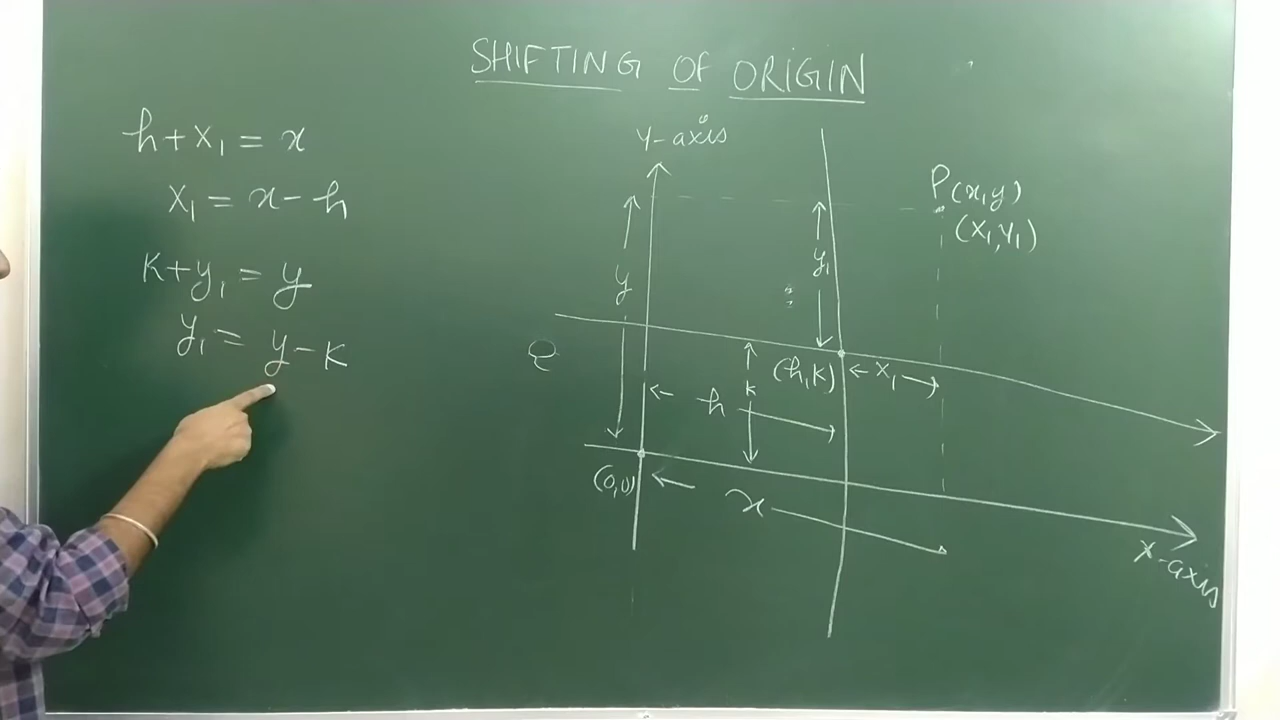 SHIFTING OF ORIGIN
h+x₁ = x
x₁ = x-h
K+y₁ = y
y₁ = y-K
y-axis
P(x,y)
(x₁,y₁)
y
y₁
(h,K)
x₁
K
h
(0,0)
x
x-axis